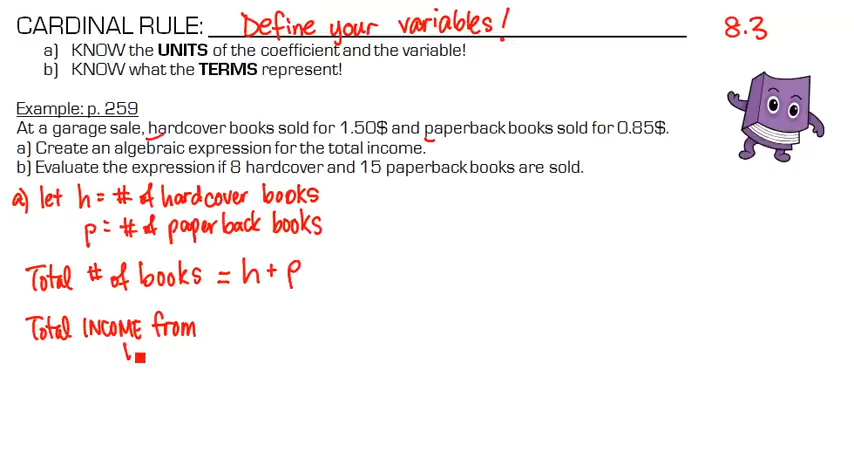 CARDINAL RULE: Define your variables!
8.3
a) KNOW the UNITS of the coefficient and the variable!
b) KNOW what the TERMS represent!
Example: p. 259
At a garage sale, hardcover books sold for 1.50$ and paperback books sold for 0.85$.
a) Create an algebraic expression for the total income.
b) Evaluate the expression if 8 hardcover and 15 paperback books are sold.
a) let h = # of hardcover books
p = # of paperback books
Total # of books = h + p
Total INCOME from